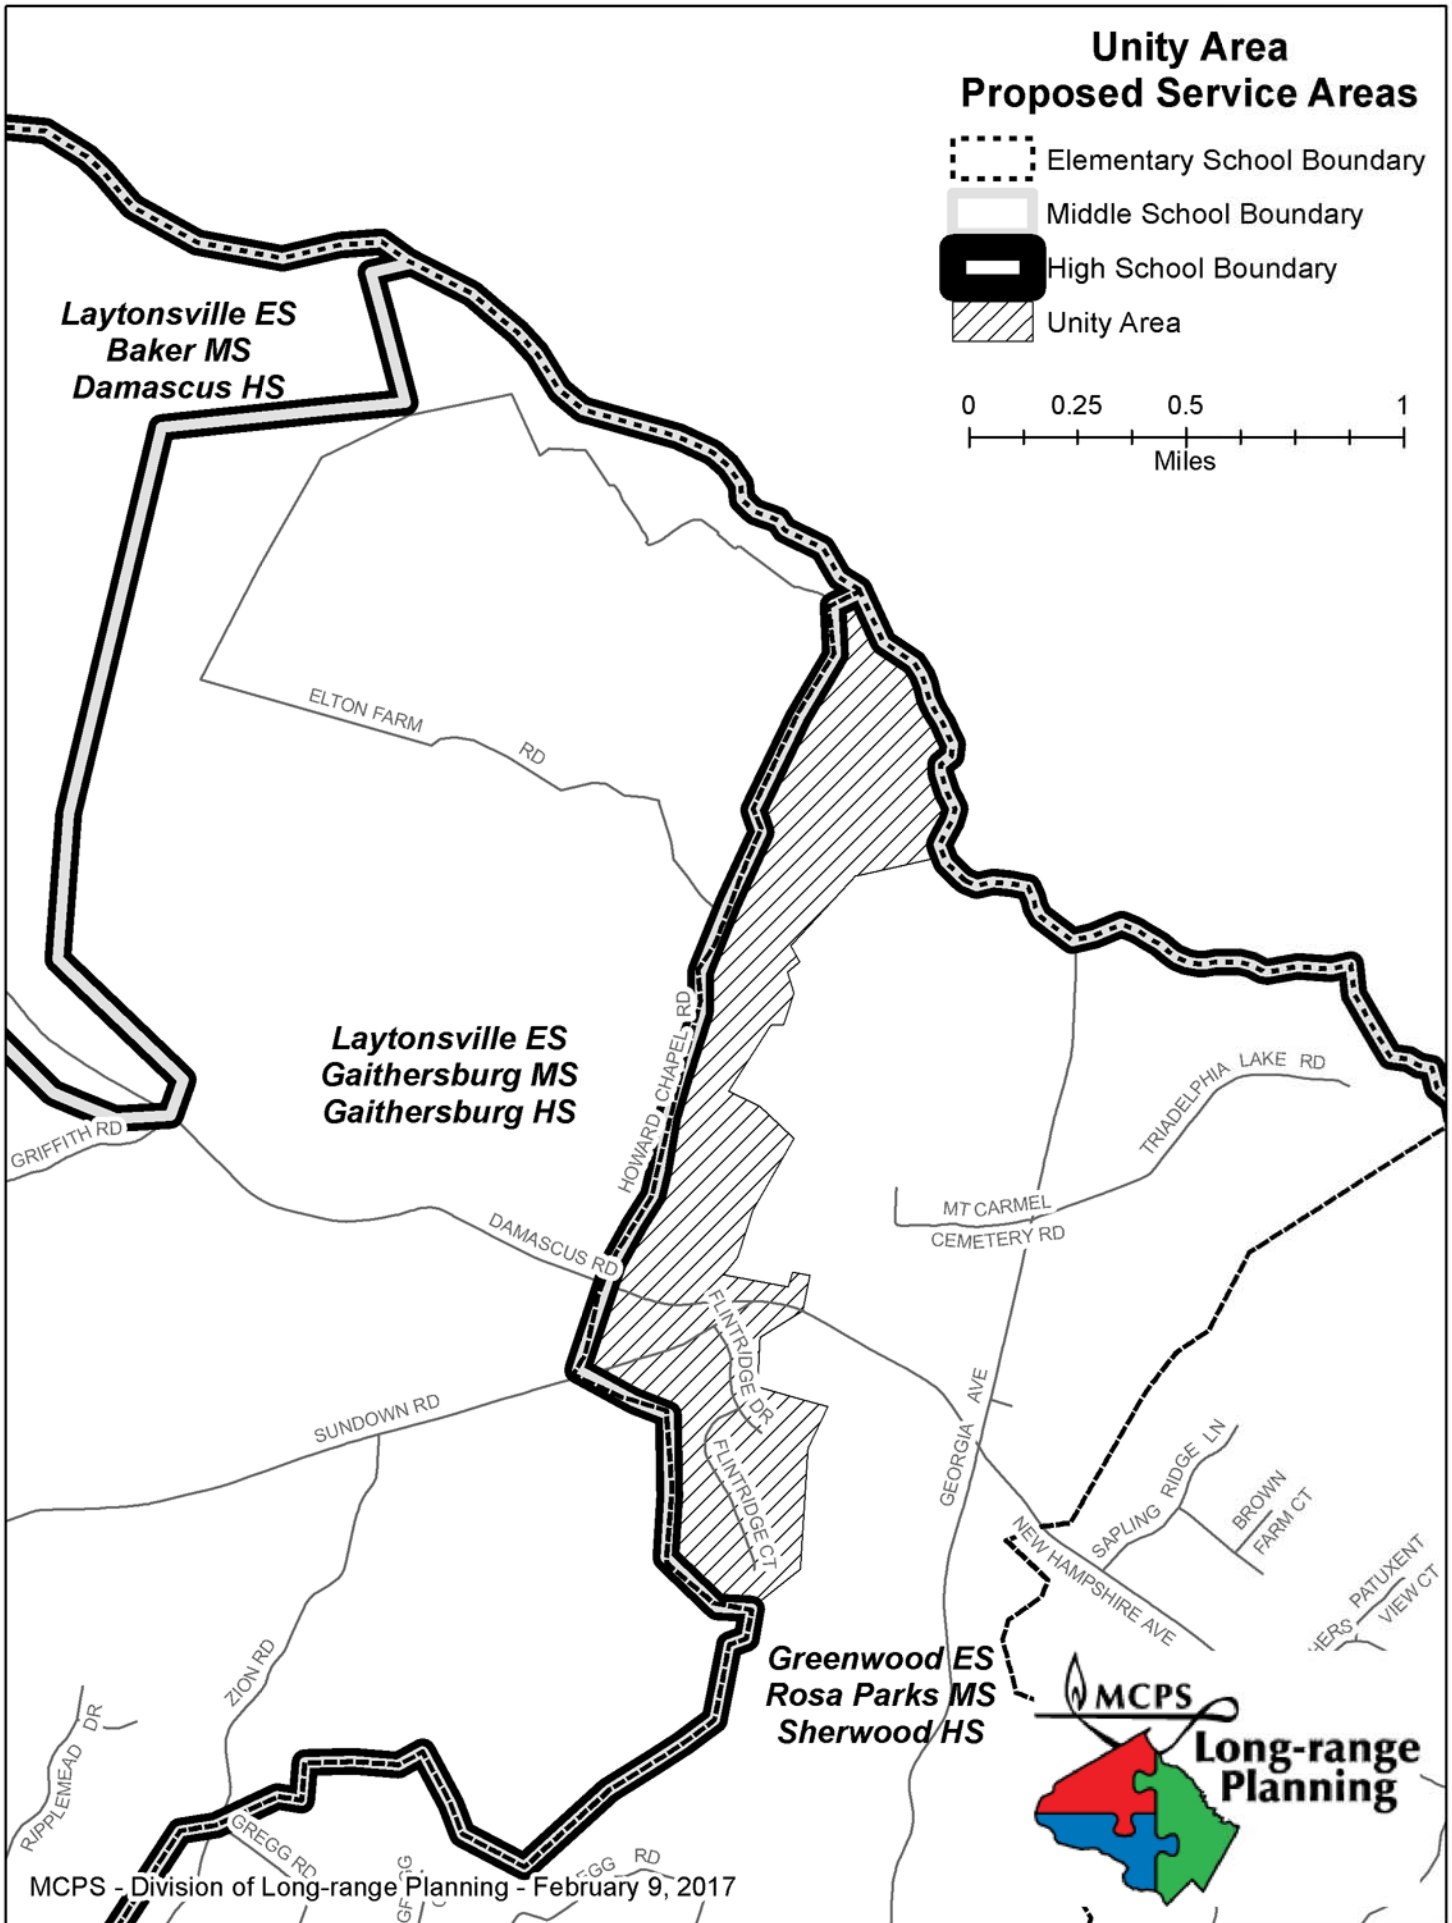 Unity Area
Proposed Service Areas
Elementary School Boundary
Middle School Boundary
High School Boundary
Unity Area
0 0.25 0.5 1
Miles
Laytonsville ES
Baker MS
Damascus HS
ELTON FARM
RD
Laytonsville ES
Gaithersburg MS
Gaithersburg HS
HOWARD CHAPEL RD
GRIFFITH RD
DAMASCUS RD
TRIADELPHIA LAKE RD
MT CARMEL
CEMETERY RD
FLINTRIDGE DR
FLINTRIDGE CT
SUNDOWN RD
GEORGIA AVE
SAPLING RIDGE LN
BROWN
FARM CT
NEW HAMPSHIRE AVE
PATUXENT
VIEW CT
HERS
ZION RD
RIPPLEMEAD DR
Greenwood ES
Rosa Parks MS
Sherwood HS
MCPS
Long-range
Planning
GREGG RD
EGG RD
MCPS - Division of Long-range Planning - February 9, 2017